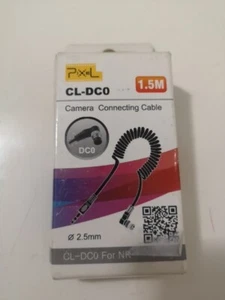 PIXEL
CL-DC0
1.5M
Camera Connecting Cable
DC0
Ø 2.5mm
CL-DC0 For